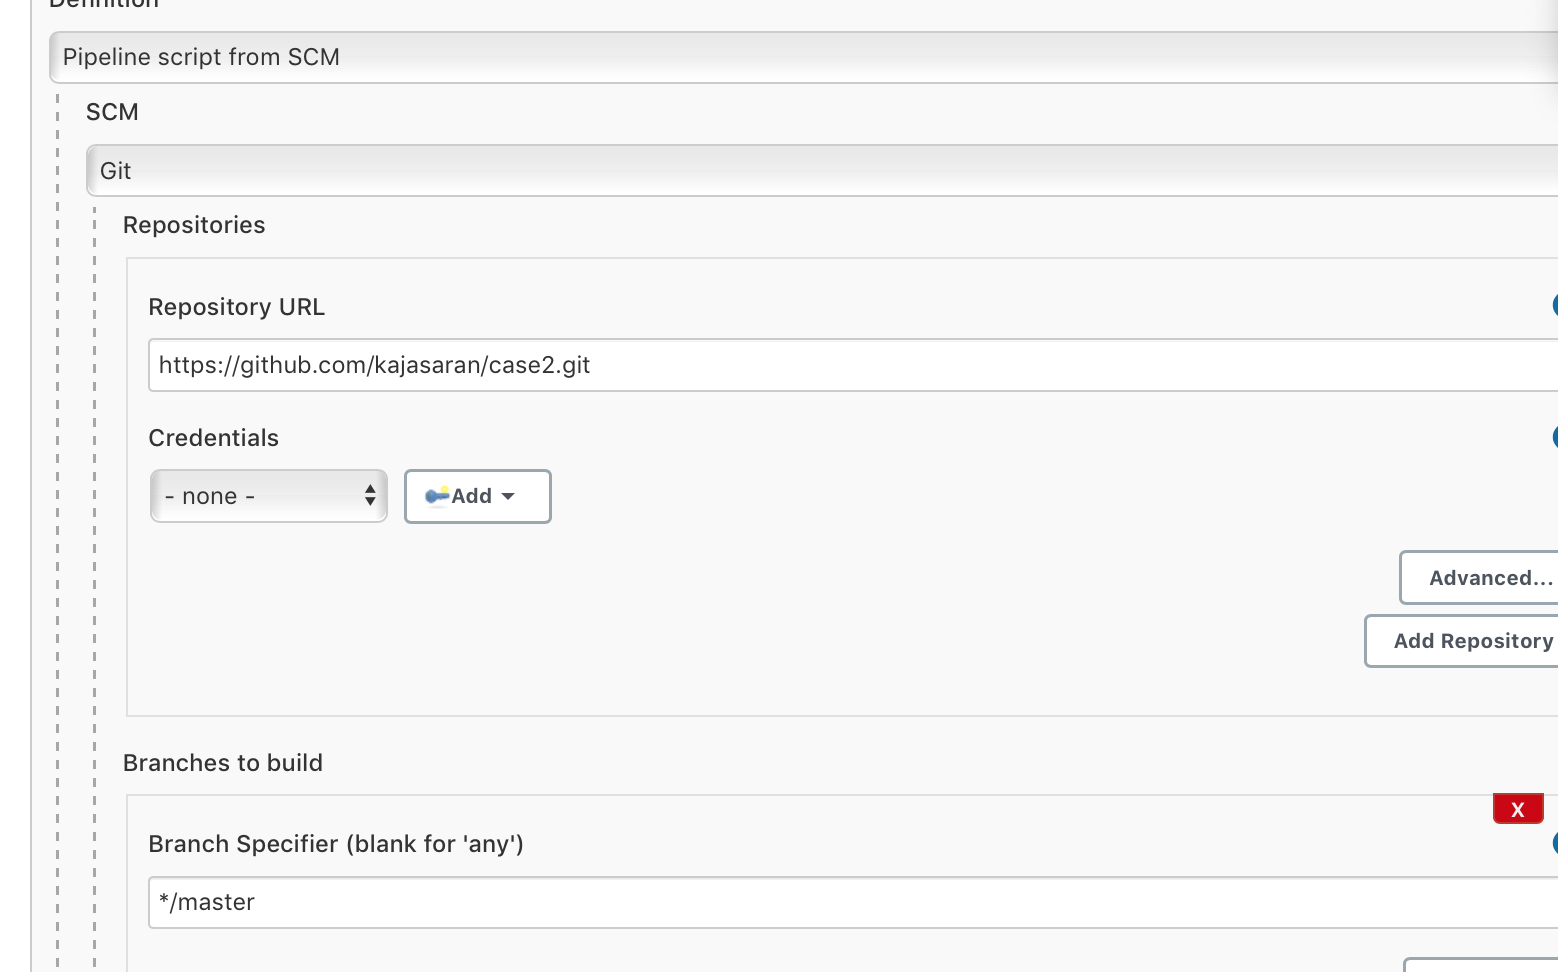 Definition
Pipeline script from SCM
SCM
Git
Repositories
Repository URL
https://github.com/kajasaran/case2.git
Credentials
- none -
Add
Advanced...
Add Repository
Branches to build
X
Branch Specifier (blank for 'any')
*/master